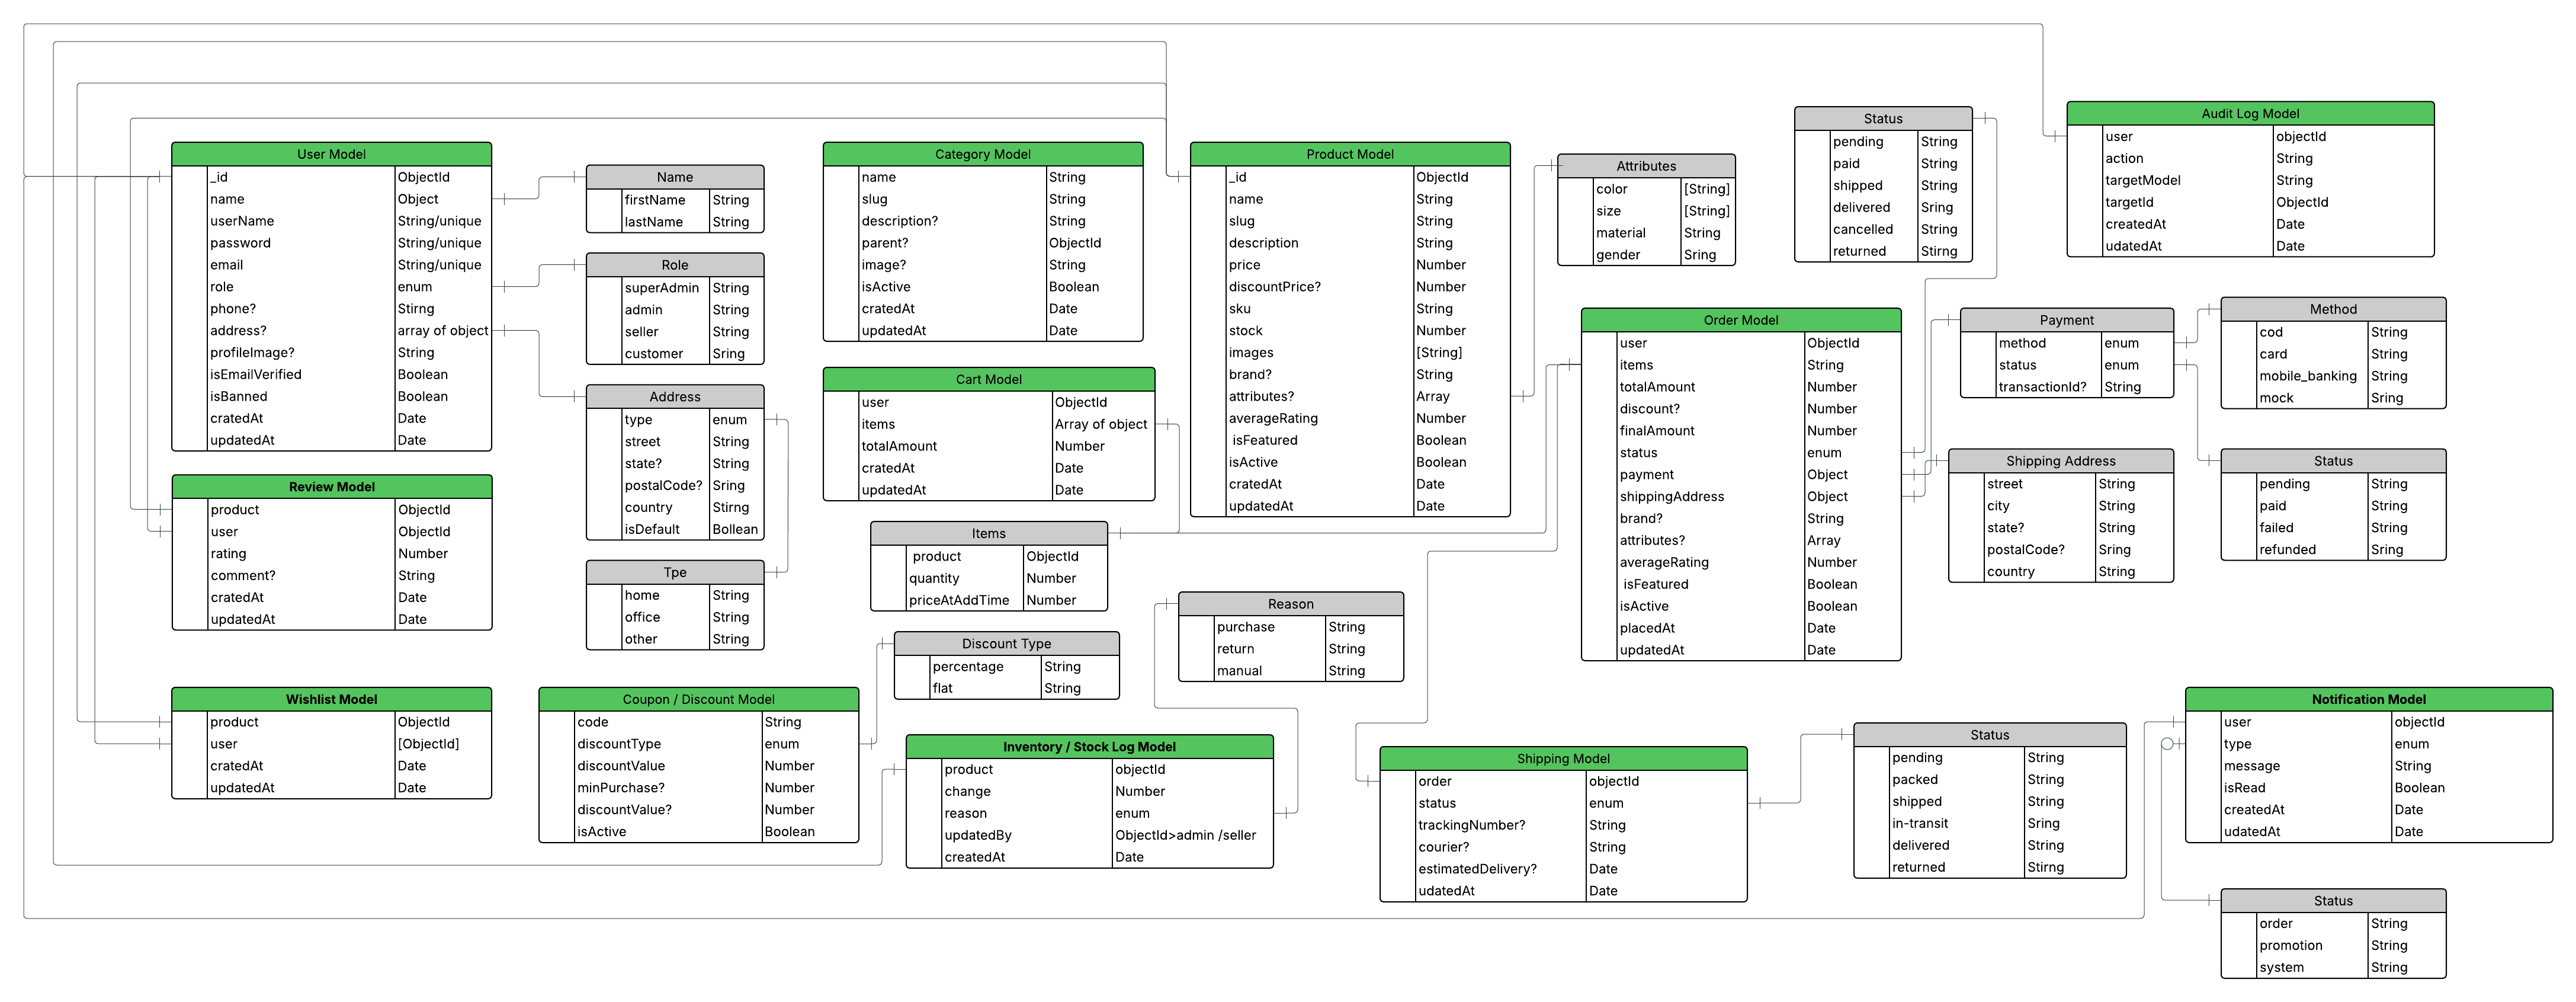 User Model
_id ObjectId
name Object
userName String/unique
password String/unique
email String/unique
role enum
phone? Stirng
address? array of object
profileImage? String
isEmailVerified Boolean
isBanned Boolean
cratedAt Date
updatedAt Date
Review Model
product ObjectId
user ObjectId
rating Number
comment? String
cratedAt Date
updatedAt Date
Wishlist Model
product ObjectId
user [ObjectId]
cratedAt Date
updatedAt Date
Name
firstName String
lastName String
Role
superAdmin String
admin String
seller String
customer Sring
Address
type enum
street String
state? String
postalCode? Sring
country Stirng
isDefault Bollean
Tpe
home String
office String
other String
Coupon / Discount Model
code String
discountType enum
discountValue Number
minPurchase? Number
discountValue? Number
isActive Boolean
Category Model
name String
slug String
description? String
parent? ObjectId
image? String
isActive Boolean
cratedAt Date
updatedAt Date
Cart Model
user ObjectId
items Array of object
totalAmount Number
cratedAt Date
updatedAt Date
Items
product ObjectId
quantity Number
priceAtAddTime Number
Discount Type
percentage String
flat String
Inventory / Stock Log Model
product objectId
change Number
reason enum
updatedBy ObjectId>admin /seller
createdAt Date
Product Model
_id ObjectId
name String
slug String
description String
price Number
discountPrice? Number
sku String
stock Number
images [String]
brand? String
attributes? Array
averageRating Number
isFeatured Boolean
isActive Boolean
cratedAt Date
updatedAt Date
Reason
purchase String
return String
manual String
Attributes
color [String]
size [String]
material String
gender Sring
Order Model
user ObjectId
items String
totalAmount Number
discount? Number
finalAmount Number
status enum
payment Object
shippingAddress Object
brand? String
attributes? Array
averageRating Number
isFeatured Boolean
isActive Boolean
placedAt Date
updatedAt Date
Shipping Model
order objectId
status enum
trackingNumber? String
courier? String
estimatedDelivery? Date
udatedAt Date
Status
pending String
paid String
shipped String
delivered Sring
cancelled String
returned Stirng
Audit Log Model
user objectId
action String
targetModel String
targetId ObjectId
createdAt Date
udatedAt Date
Payment
method enum
status enum
transactionId? String
Method
cod String
card String
mobile_banking String
mock Sring
Shipping Address
street String
city String
state? String
postalCode? Sring
country String
Status
pending String
paid String
failed String
refunded Sring
Status
pending String
packed String
shipped String
in-transit Sring
delivered String
returned Stirng
Notification Model
user objectId
type enum
message String
isRead Boolean
createdAt Date
udatedAt Date
Status
order String
promotion String
system String